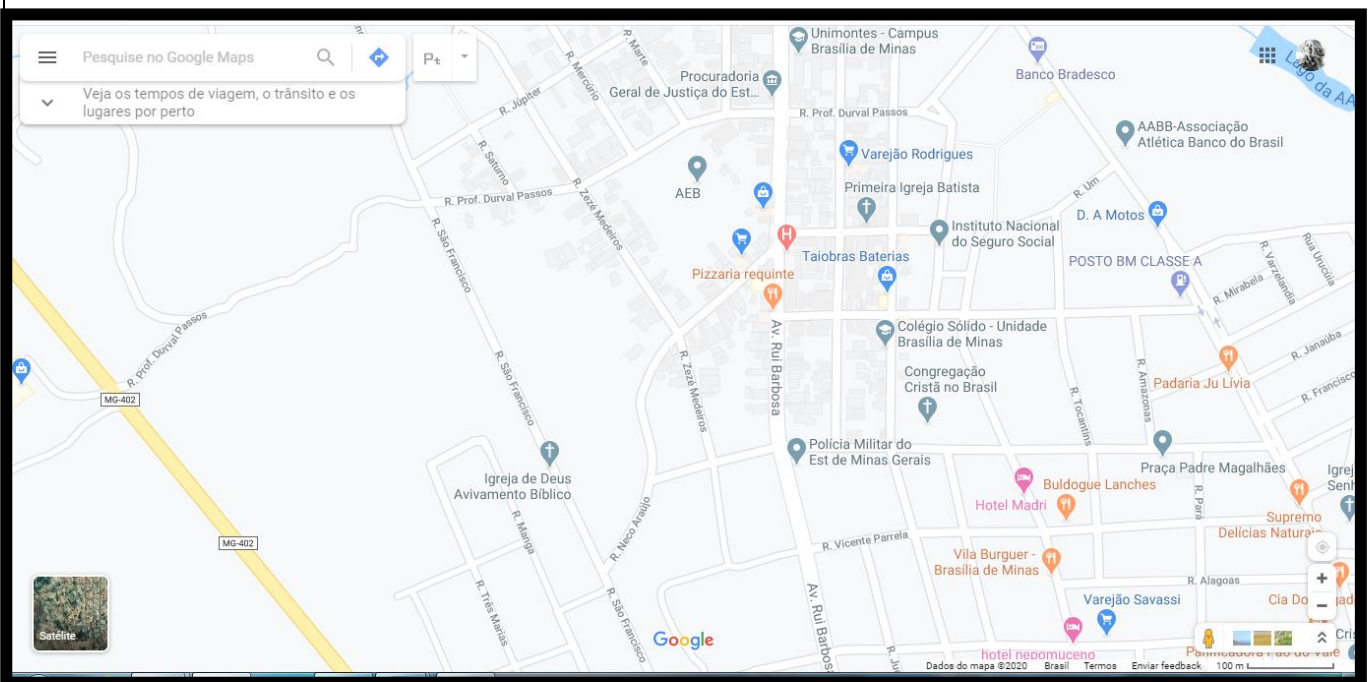 Pesquise no Google Maps
Veja os tempos de viagem, o trânsito e os
lugares por perto
Unimontes - Campus
Brasília de Minas
Procuradoria
Geral de Justiça do Est...
Banco Bradesco
Lago da AA
R. Marte
R. Mercúrio
R. Júpiter
R. Saturno
R. Prof. Durval Passos
AABB-Associação
Atlética Banco do Brasil
Varejão Rodrigues
AEB
Primeira Igreja Batista
R. Um
R. Prof. Durval Passos
R. Zezé Medeiros
D. A Motos
Instituto Nacional
do Seguro Social
R. São Francisco
Taiobras Baterias
POSTO BM CLASSE A
R. Varzelandia
Rua Urucúia
Pizzaria requinte
R. Mirabela
R. Prof. Durval Passos
Av. Rui Barbosa
Colégio Sólido - Unidade
Brasília de Minas
R. Janaúba
R. São Francisco
R. Zezé Medeiros
Congregação
Cristã no Brasil
R. Amazonas
Padaria Ju Lívia
R. Francisco
MG-402
R. Tocantins
Polícia Militar do
Est de Minas Gerais
Praça Padre Magalhães
Igreja de Deus
Avivamento Bíblico
Igrej
Senh
Buldogue Lanches
Hotel Madri
R. Pará
Supremo
Delícias Naturais
R. Manga
R. Neco Araújo
MG-402
R. Vicente Parrela
Vila Burguer -
Brasília de Minas
R. Alagoas
R. Três Marias
R. São Francisco
Av. Rui Barbosa
Varejão Savassi
Satélite
Google
hotel nepomuceno
Dados do mapa ©2020 Brasil Termos Enviar feedback 100 m